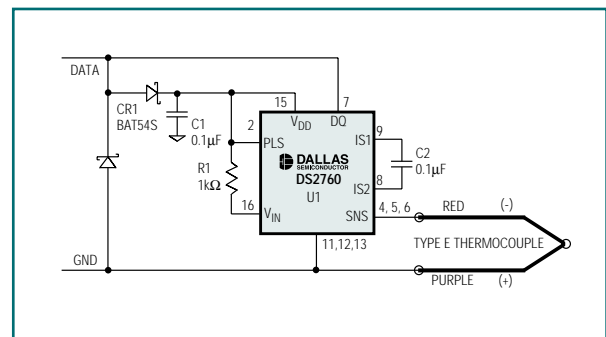 DATA
15
7
CR1
BAT54S
C1
0.1µF
2
VDD
DQ
9
PLS
IS1
DALLAS
SEMICONDUCTOR
DS2760
C2
0.1µF
R1
1kΩ
IS2
8
U1
16
VIN
SNS
4, 5, 6
RED
(-)
11,12,13
TYPE E THERMOCOUPLE
GND
PURPLE
(+)